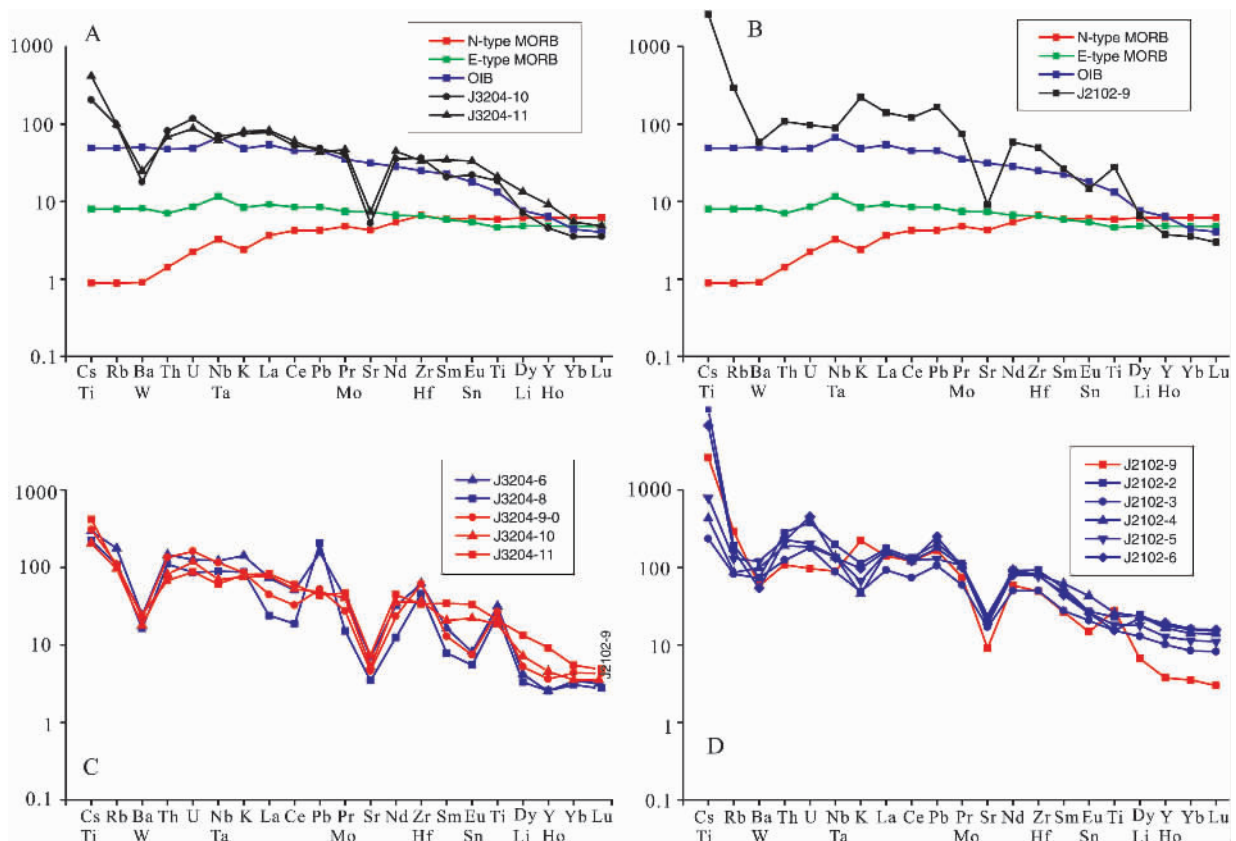 A
N-type MORB
E-type MORB
OIB
J3204-10
J3204-11
1000
100
10
1
0.1
Cs Rb Ba Th U Nb K La Ce Pb Pr Sr Nd Zr Sm Eu Ti Dy Y Yb Lu
Ti W Ta Mo Hf Sn Li Ho
B
N-type MORB
E-type MORB
OIB
J2102-9
1000
100
10
1
0.1
Cs Rb Ba Th U Nb K La Ce Pb Pr Sr Nd Zr Sm Eu Ti Dy Y Yb Lu
Ti W Ta Mo Hf Sn Li Ho
J3204-6
J3204-8
J3204-9-0
J3204-10
J3204-11
1000
100
10
1
0.1
J2102-9
C
Cs Rb Ba Th U Nb K La Ce Pb Pr Sr Nd Zr Sm Eu Ti Dy Y Yb Lu
Ti W Ta Mo Hf Sn Li Ho
J2102-9
J2102-2
J2102-3
J2102-4
J2102-5
J2102-6
1000
100
10
1
0.1
D
Cs Rb Ba Th U Nb K La Ce Pb Pr Sr Nd Zr Sm Eu Ti Dy Y Yb Lu
Ti W Ta Mo Hf Sn Li Ho